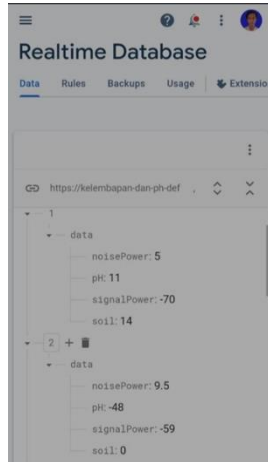 Realtime Database
Data Rules Backups Usage Extensio
https://kelembapan-dan-ph-def
1
data
noisePower: 5
pH: 11
signalPower: -70
soil: 14
2
data
noisePower: 9.5
pH: -48
signalPower: -59
soil: 0